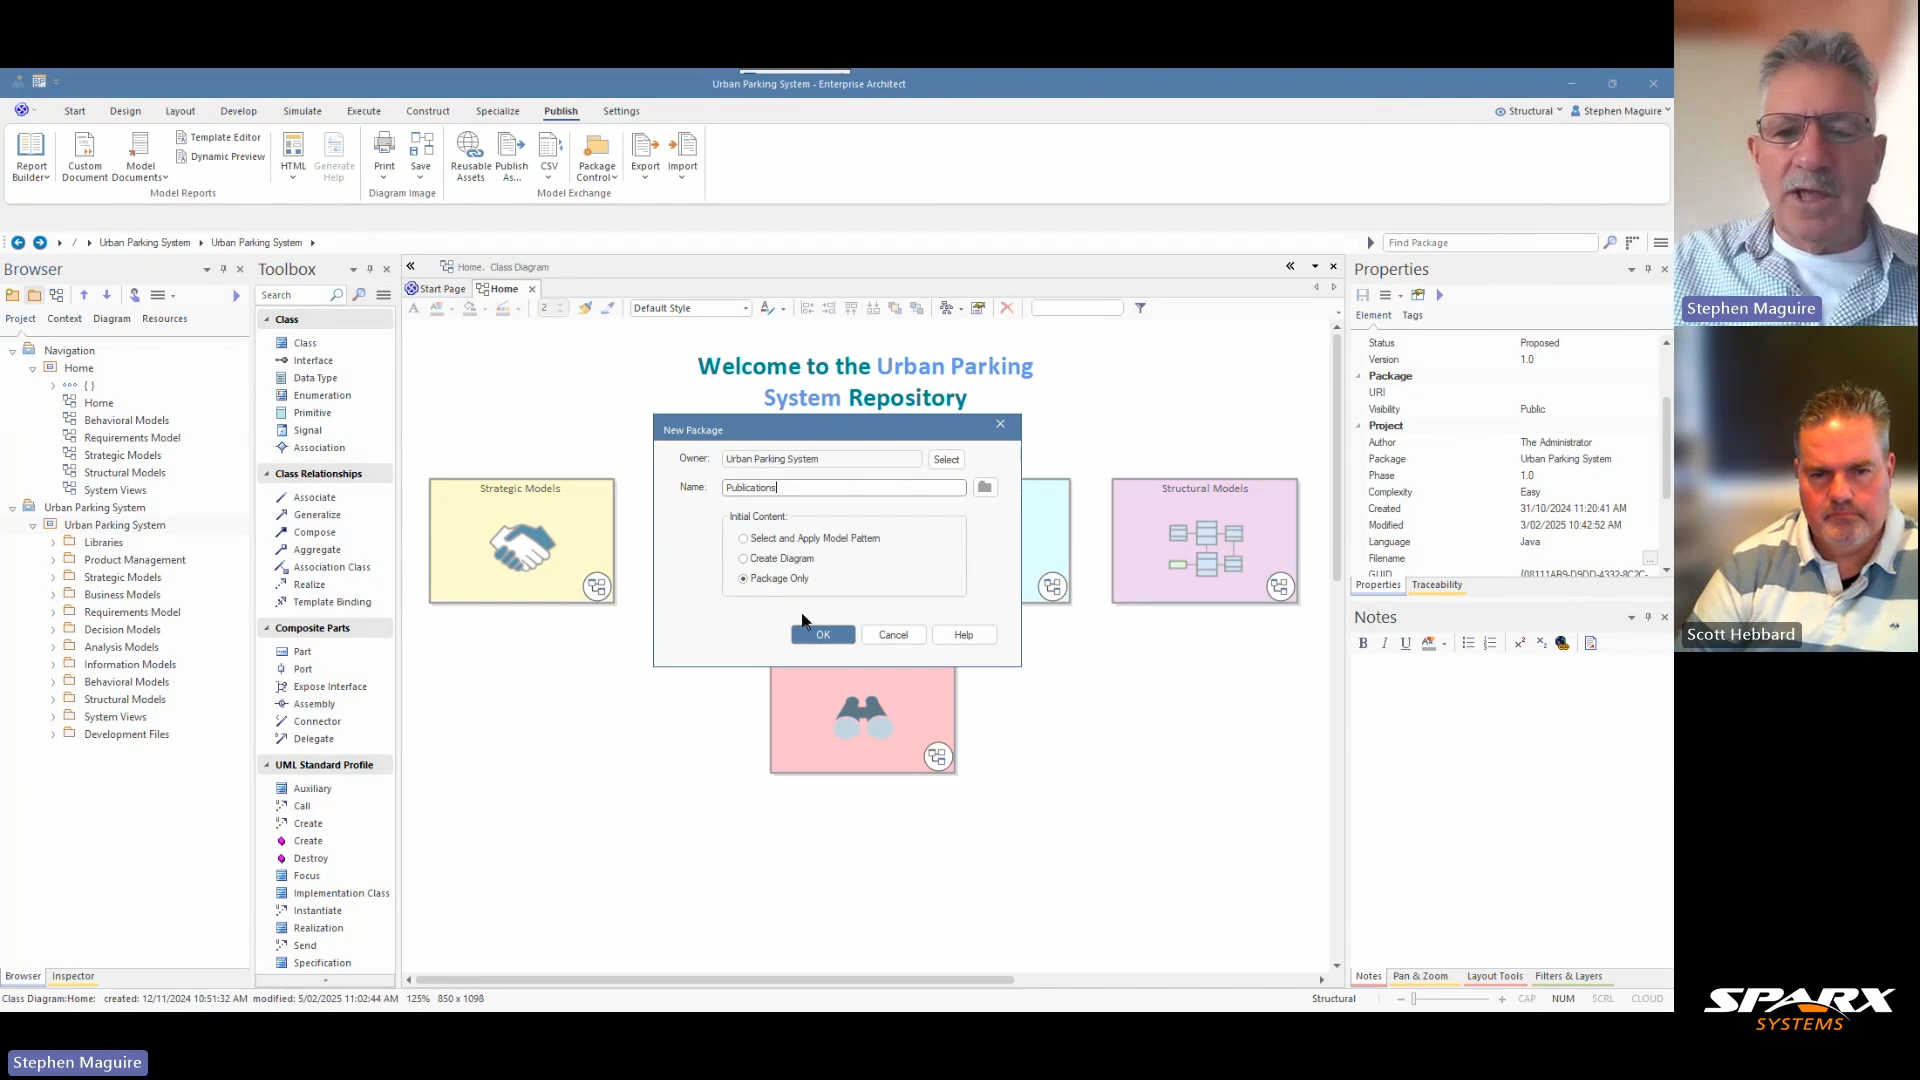 Urban Parking System - Enterprise Architect
Start Design Layout Develop Simulate Execute Construct Specialize Publish Settings
Structural Stephen Maguire
Report Builder
Custom Document
Model Documents
Template Editor
Dynamic Preview
HTML
Generate Help
Print
Save
Reusable Assets
Publish As...
CSV
Package Control
Export
Import
Model Reports
Diagram Image
Model Exchange
/ Urban Parking System Urban Parking System
Find Package
Browser
Project Context Diagram Resources
Navigation
Home
{ }
Home
Behavioral Models
Requirements Model
Strategic Models
Structural Models
System Views
Urban Parking System
Urban Parking System
Libraries
Product Management
Strategic Models
Business Models
Requirements Model
Decision Models
Analysis Models
Information Models
Behavioral Models
Structural Models
System Views
Development Files
Browser Inspector
Toolbox
Search
Class
Class
Interface
Data Type
Enumeration
Primitive
Signal
Association
Class Relationships
Associate
Generalize
Compose
Aggregate
Association Class
Realize
Template Binding
Composite Parts
Part
Port
Expose Interface
Assembly
Connector
Delegate
UML Standard Profile
Auxiliary
Call
Create
Create
Destroy
Focus
Implementation Class
Instantiate
Realization
Send
Specification
Home. Class Diagram
Start Page Home
2
Default Style
Welcome to the Urban Parking
System Repository
Strategic Models
Structural Models
New Package
Owner: Urban Parking System Select
Name: Publications
Initial Content:
Select and Apply Model Pattern
Create Diagram
Package Only
OK Cancel Help
Properties
Element Tags
Status Proposed
Version 1.0
Package
URI
Visibility Public
Project
Author The Administrator
Package Urban Parking System
Phase 1.0
Complexity Easy
Created 31/10/2024 11:20:41 AM
Modified 3/02/2025 10:42:52 AM
Language Java
Filename ...
GUID {08111AB9-D9DD-4332-8C2C-
Properties Traceability
Notes
B I U
Notes Pan & Zoom Layout Tools Filters & Layers
Class Diagram:Home: created: 12/11/2024 10:51:32 AM modified: 5/02/2025 11:02:44 AM 125% 850 x 1098
Structural CAP NUM SCRL CLOUD
Stephen Maguire
Scott Hebbard
SPARX
SYSTEMS
Stephen Maguire